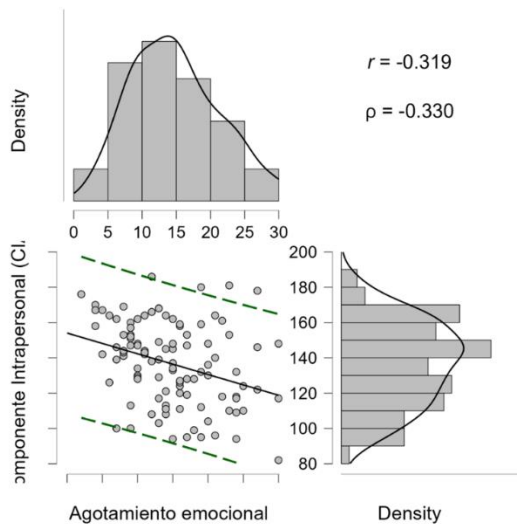 Density
r = -0.319
ρ = -0.330
0 5 10 15 20 25 30
omponente Intrapersonal (CI.
200
180
160
140
120
100
80
Agotamiento emocional
Density